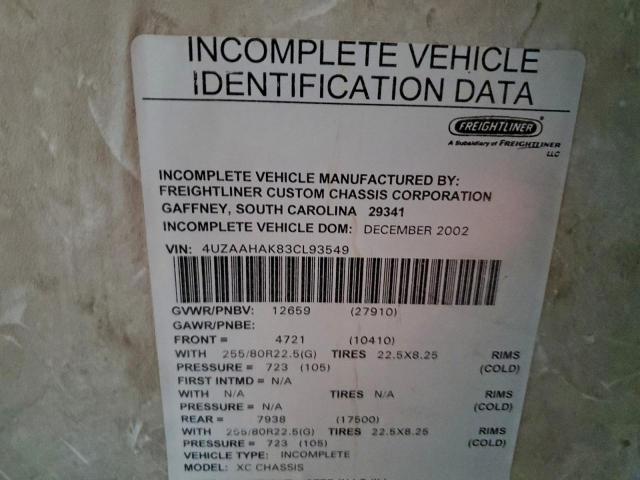 INCOMPLETE VEHICLE
IDENTIFICATION DATA
FREIGHTLINER
A Subsidiary of FREIGHTLINER
LLC
INCOMPLETE VEHICLE MANUFACTURED BY:
FREIGHTLINER CUSTOM CHASSIS CORPORATION
GAFFNEY, SOUTH CAROLINA 29341
INCOMPLETE VEHICLE DOM: DECEMBER 2002
VIN: 4UZAAHAK83CL93549
GVWR/PNBV: 12659 (27910)
GAWR/PNBE:
FRONT = 4721 (10410)
WITH 255/80R22.5(G) TIRES 22.5X8.25 RIMS
PRESSURE = 723 (105) (COLD)
FIRST INTMD = N/A
WITH N/A TIRES N/A RIMS
PRESSURE = N/A (COLD)
REAR = 7938 (17500)
WITH 255/80R22.5(G) TIRES 22.5X8.25 RIMS
PRESSURE = 723 (105) (COLD)
VEHICLE TYPE: INCOMPLETE
MODEL: XC CHASSIS